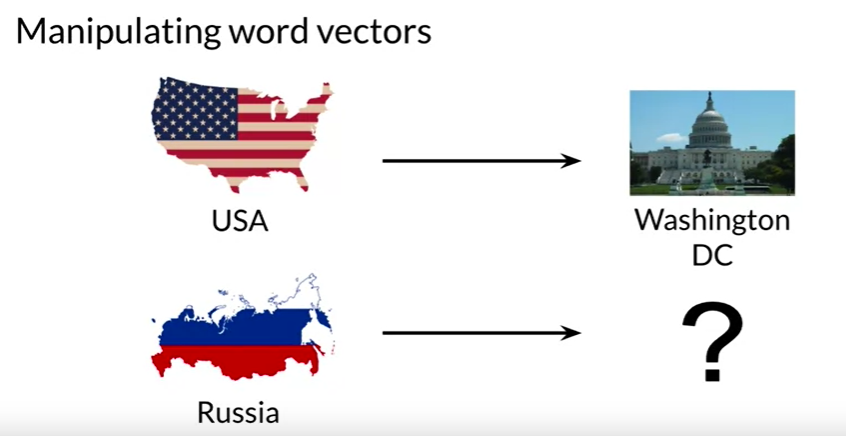 Manipulating word vectors
USA
Washington
DC
?
Russia